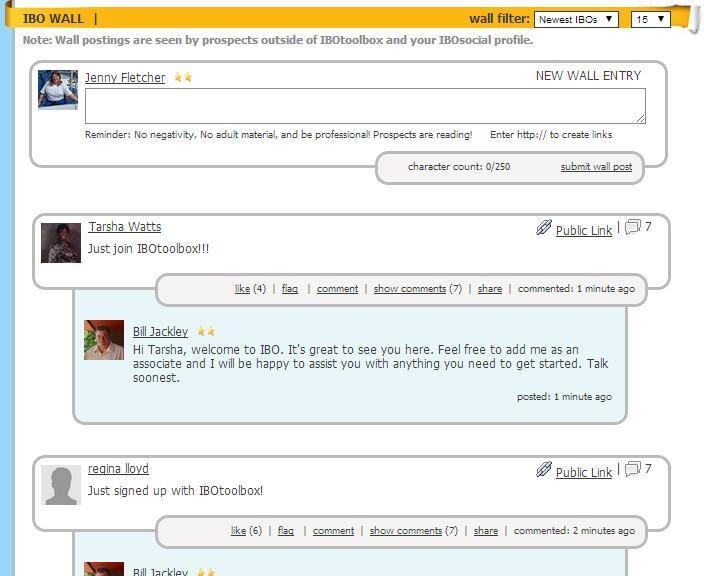 IBO WALL | wall filter: Newest IBOs ▼ 15 ▼
Note: Wall postings are seen by prospects outside of IBOtoolbox and your IBOsocial profile.
Jenny Fletcher NEW WALL ENTRY
Reminder: No negativity, No adult material, and be professional! Prospects are reading! Enter http:// to create links
character count: 0/250 submit wall post
Tarsha Watts Public Link | 7
Just join IBOtoolbox!!!
like (4) | flag | comment | show comments (7) | share | commented: 1 minute ago
Bill Jackley
Hi Tarsha, welcome to IBO. It's great to see you here. Feel free to add me as an
associate and I will be happy to assist you with anything you need to get started. Talk
soonest.
posted: 1 minute ago
regina lloyd Public Link | 7
Just signed up with IBOtoolbox!
like (6) | flag | comment | show comments (7) | share | commented: 2 minutes ago
Bill Jackley